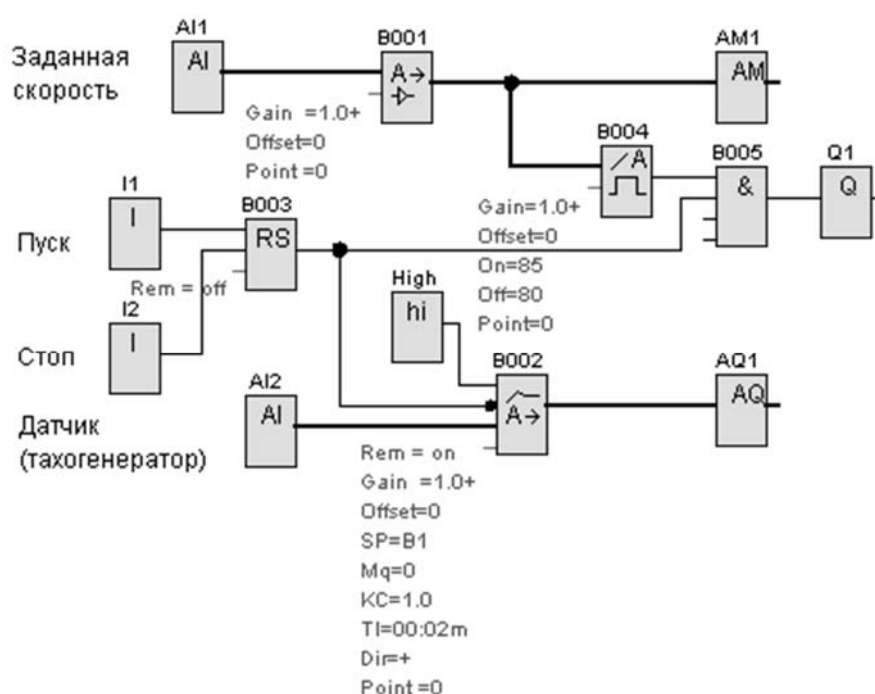 AI1
AI
Заданная
скорость
B001
A→
Gain =1.0+
Offset=0
Point =0
AM1
AM
B004
/A
Gain=1.0+
Offset=0
On=85
Off=80
Point=0
B005
&
Q1
Q
I1
I
Пуск
B003
RS
Rem = off
I2
I
Стоп
High
hi
AI2
AI
Датчик
(тахогенератор)
B002
A→
Rem = on
Gain =1.0+
Offset=0
SP=B1
Mq=0
KC=1.0
TI=00:02m
Dir=+
Point =0
AQ1
AQ